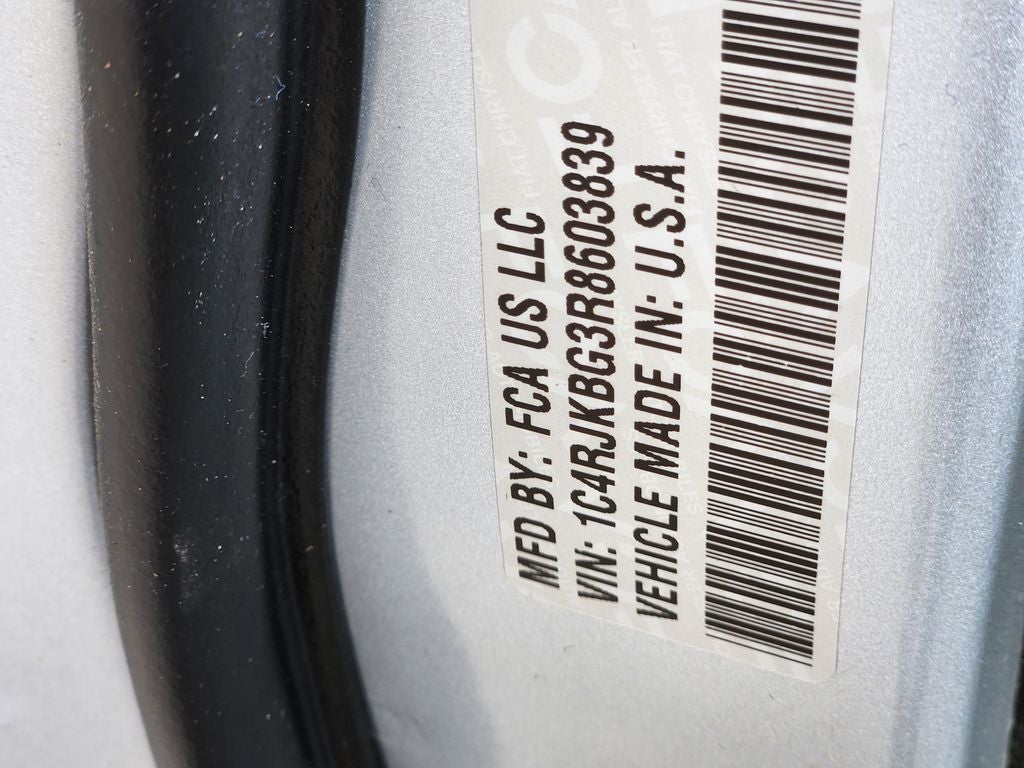 MFD BY: FCA US LLC
VIN: 1C4RJKBG3R8603839
VEHICLE MADE IN: U.S.A.